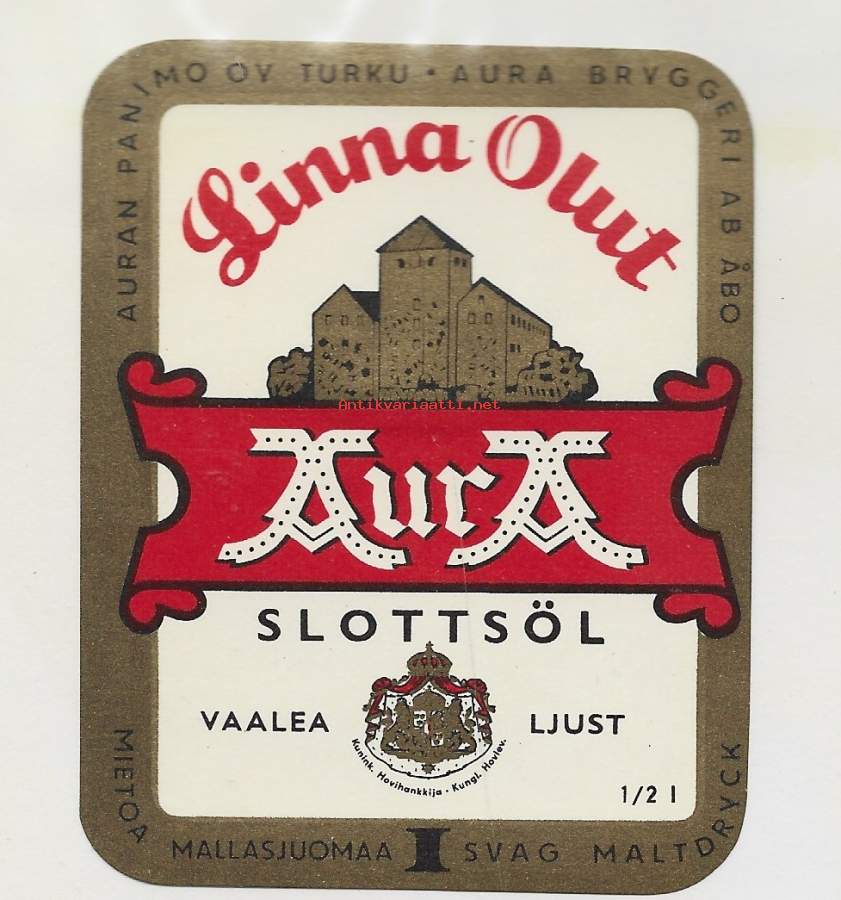 AURAN PANIMO OY TURKU • AURA BRYGGERI AB ÅBO
Linna Olut
Antikvariaatti.net
AurA
SLOTTSÖL
VAALEA LJUST
Kunink. Hovihankkija - Kungl. Hovlev.
1/2 l
MIETOA MALLASJUOMAA I SVAG MALTDRYCK